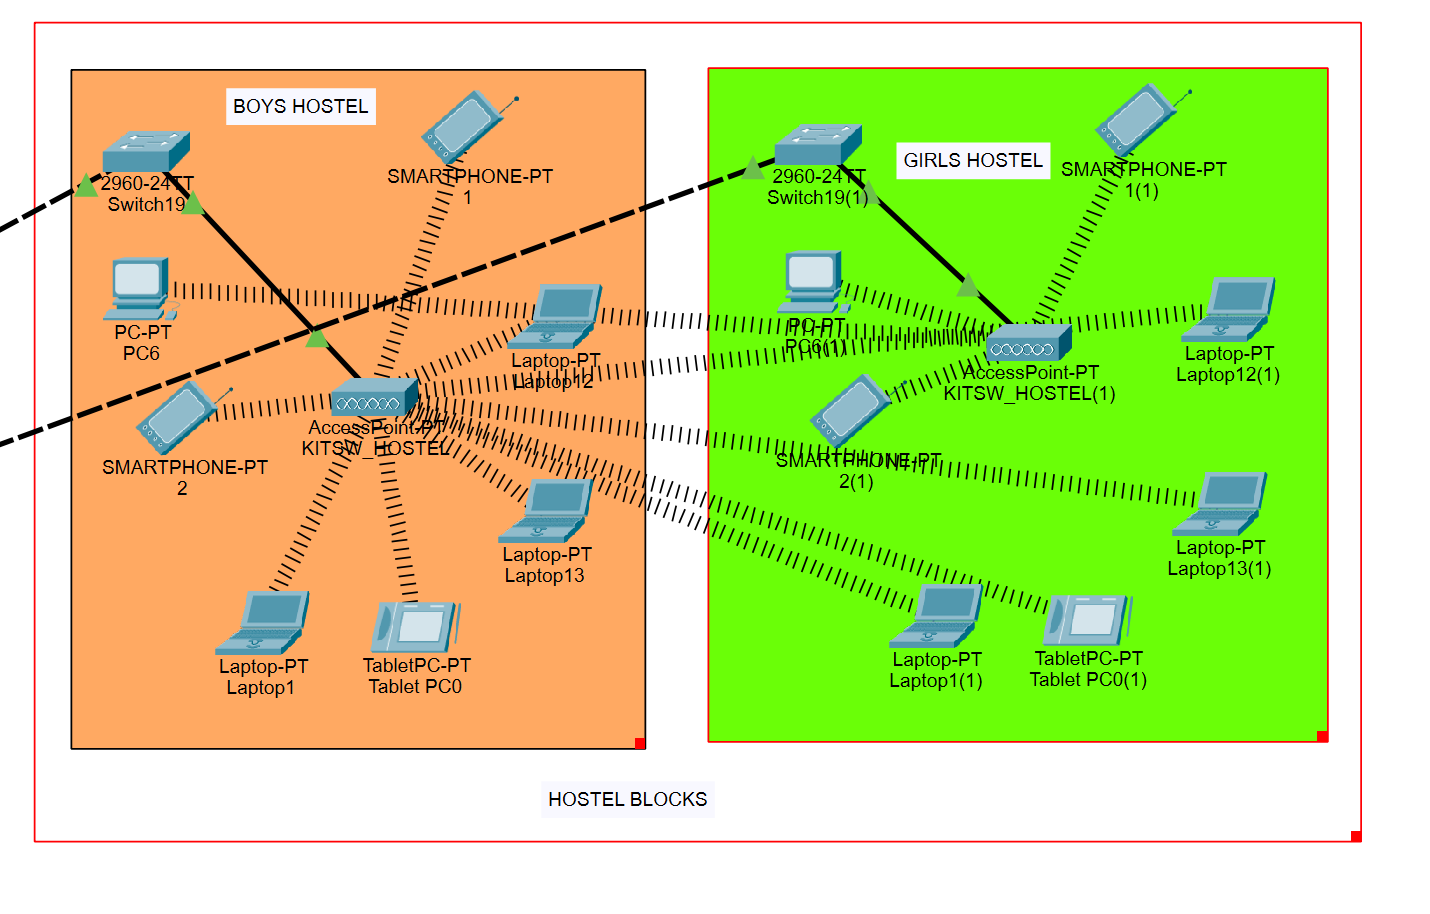 BOYS HOSTEL
SMARTPHONE-PT
1
2960-24TT
Switch19
PC-PT
PC6
Laptop-PT
Laptop12
AccessPoint-PT
KITSW_HOSTEL
SMARTPHONE-PT
2
Laptop-PT
Laptop13
Laptop-PT
Laptop1
TabletPC-PT
Tablet PC0
GIRLS HOSTEL
SMARTPHONE-PT
1(1)
2960-24TT
Switch19(1)
PC-PT
PC6(1)
Laptop-PT
Laptop12(1)
AccessPoint-PT
KITSW_HOSTEL(1)
SMARTPHONE-PT
2(1)
Laptop-PT
Laptop13(1)
Laptop-PT
Laptop1(1)
TabletPC-PT
Tablet PC0(1)
HOSTEL BLOCKS